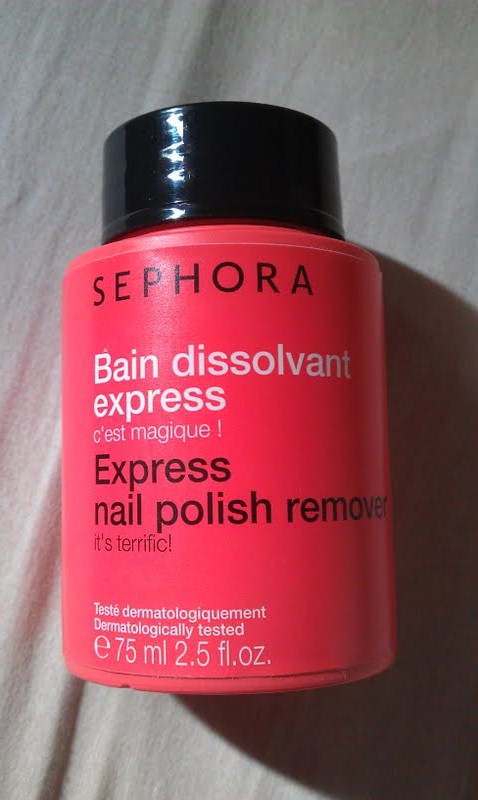 SEPHORA
Bain dissolvant
express
c'est magique !
Express
nail polish remover
it's terrific!
Testé dermatologiquement
Dermatologically tested
℮ 75 ml 2.5 fl.oz.